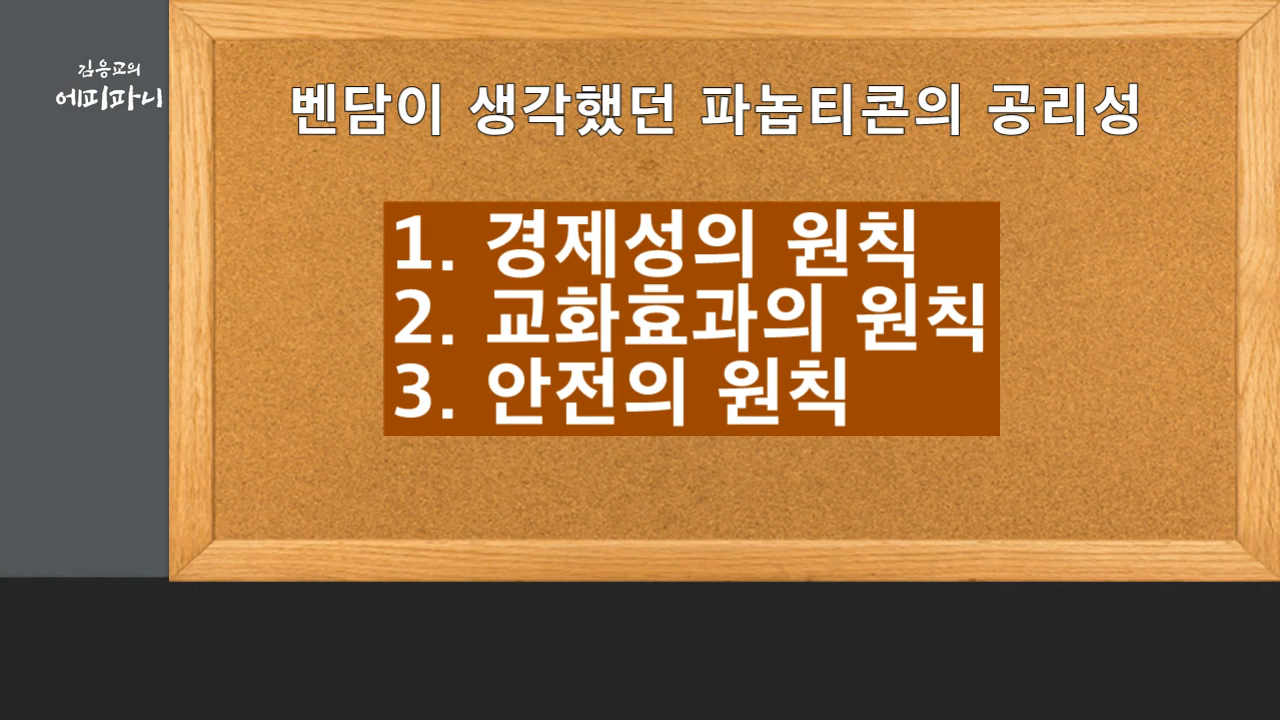 김응교의
에피파니
벤담이 생각했던 파놉티콘의 공리성
1. 경제성의 원칙
2. 교화효과의 원칙
3. 안전의 원칙